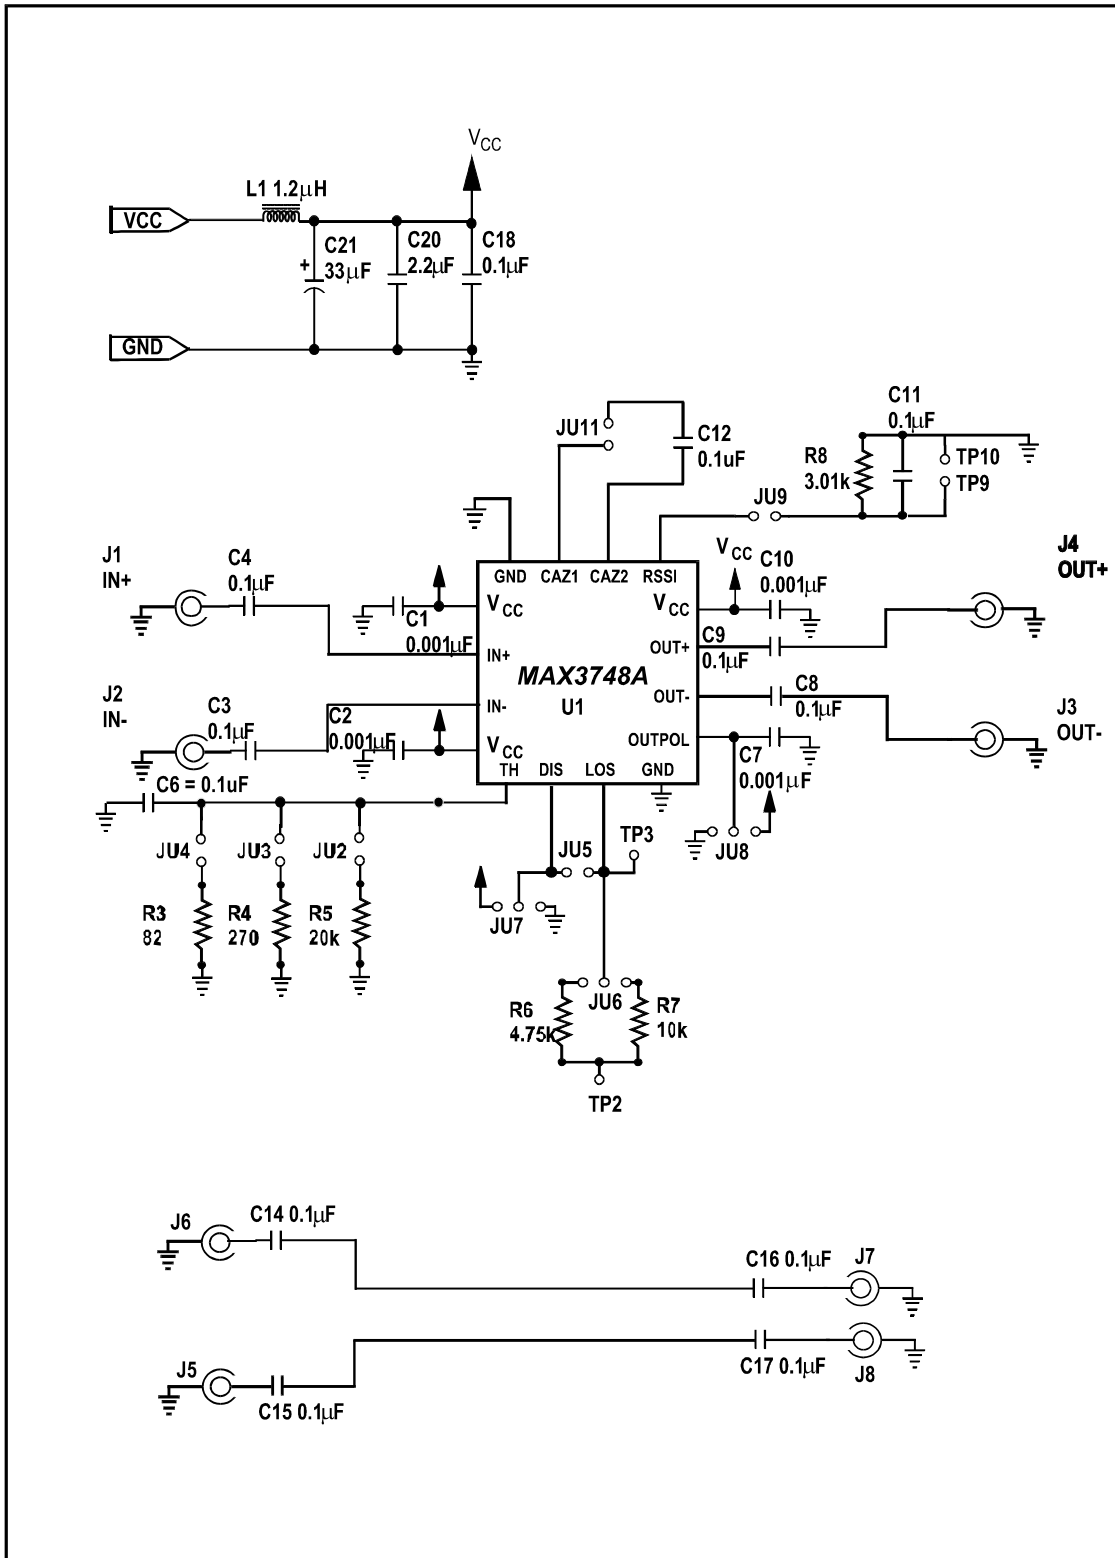 V CC
L1 1.2µH
VCC
C21
33µF
+
C20
2.2µF
C18
0.1µF
GND
JU11
C12
0.1uF
C11
0.1µF
R8
3.01k
TP10
TP9
JU9
J1
IN+
C4
0.1µF
C1
0.001µF
GND
CAZ1
CAZ2
RSSI
V CC
IN+
IN-
V CC
TH
DIS
LOS
GND
V CC
OUT+
OUT-
OUTPOL
MAX3748A
U1
V CC
C10
0.001µF
C9
0.1µF
J4
OUT+
C8
0.1µF
J3
OUT-
J2
IN-
C3
0.1µF
C2
0.001µF
C7
0.001µF
C6 = 0.1uF
JU4
JU3
JU2
R3
82
R4
270
R5
20k
JU5
TP3
JU7
JU8
JU6
R6
4.75k
R7
10k
TP2
J6
C14 0.1µF
C16 0.1µF
J7
J5
C15 0.1µF
C17 0.1µF
J8